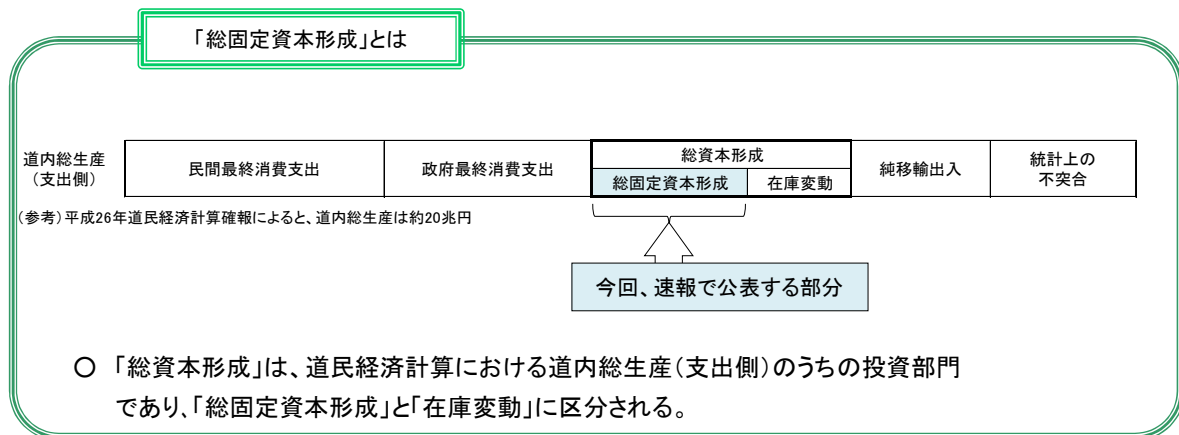 「総固定資本形成」とは
道内総生産
(支出側)
民間最終消費支出
政府最終消費支出
総資本形成
総固定資本形成
在庫変動
純移輸出入
統計上の
不突合
(参考)平成26年道民経済計算確報によると、道内総生産は約20兆円
今回、速報で公表する部分
○ 「総資本形成」は、道民経済計算における道内総生産(支出側)のうちの投資部門
であり、「総固定資本形成」と「在庫変動」に区分される。